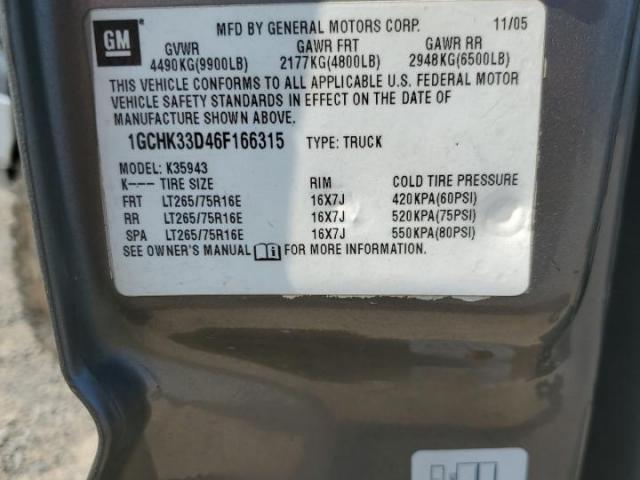 GM
MFD BY GENERAL MOTORS CORP. 11/05
GVWR GAWR FRT GAWR RR
4490KG(9900LB) 2177KG(4800LB) 2948KG(6500LB)
THIS VEHICLE CONFORMS TO ALL APPLICABLE U.S. FEDERAL MOTOR
VEHICLE SAFETY STANDARDS IN EFFECT ON THE DATE OF
MANUFACTURE SHOWN ABOVE.
1GCHK33D46F166315 TYPE: TRUCK
MODEL: K35943
K--- TIRE SIZE RIM COLD TIRE PRESSURE
FRT LT265/75R16E 16X7J 420KPA(60PSI)
RR LT265/75R16E 16X7J 520KPA(75PSI)
SPA LT265/75R16E 16X7J 550KPA(80PSI)
SEE OWNER'S MANUAL FOR MORE INFORMATION.